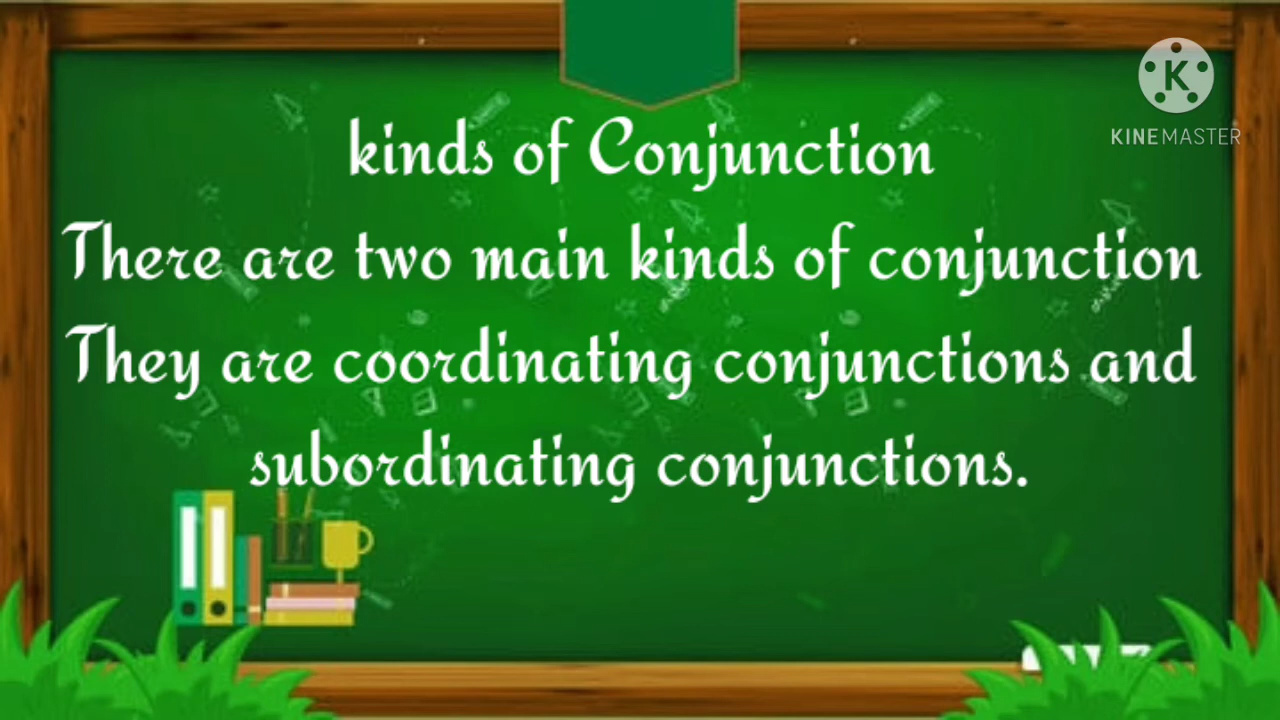 kinds of Conjunction
There are two main kinds of conjunction
They are coordinating conjunctions and
subordinating conjunctions.
K
KINEMASTER